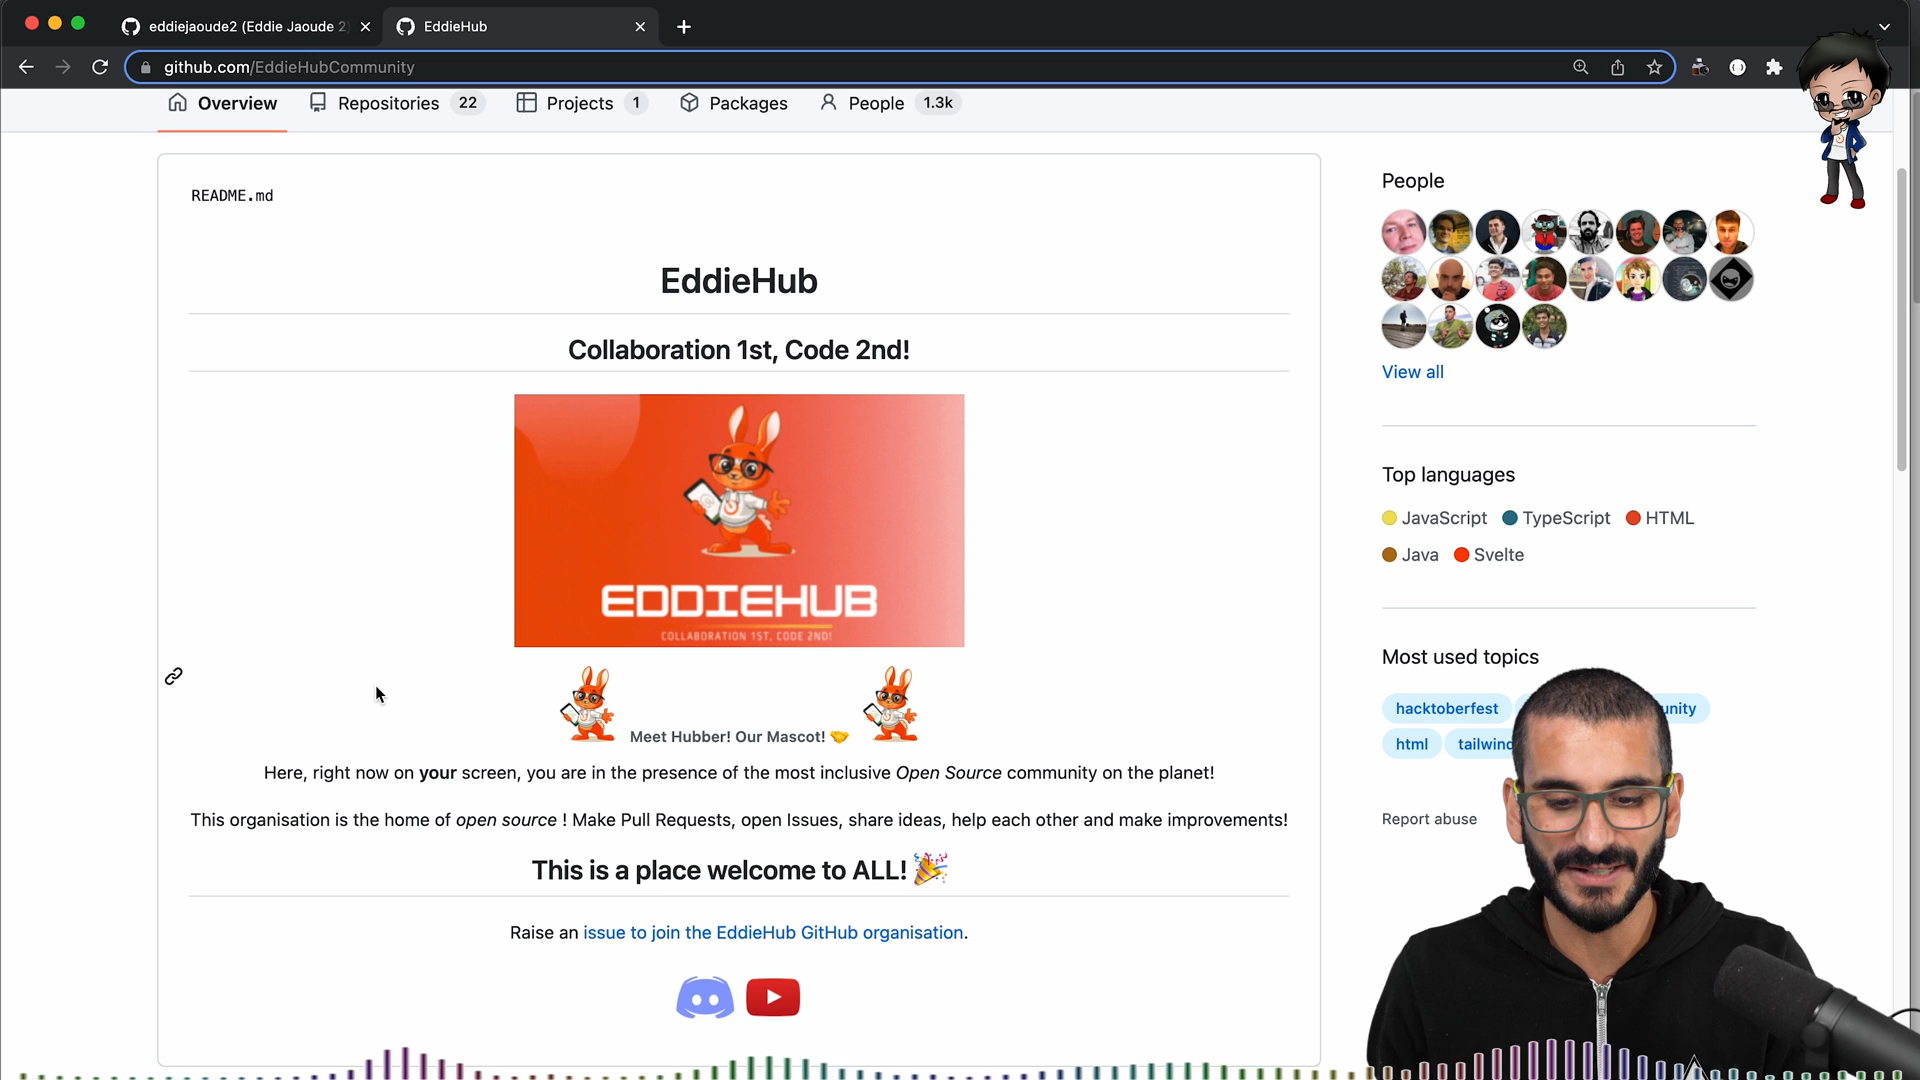 eddiejaoude2 (Eddie Jaoude 2)
EddieHub
github.com/EddieHubCommunity
Overview Repositories 22 Projects 1 Packages People 1.3k
README.md
EddieHub
Collaboration 1st, Code 2nd!
EDDIEHUB
COLLABORATION 1ST, CODE 2ND!
Meet Hubber! Our Mascot!
Here, right now on your screen, you are in the presence of the most inclusive Open Source community on the planet!
This organisation is the home of open source ! Make Pull Requests, open Issues, share ideas, help each other and make improvements!
This is a place welcome to ALL!
Raise an issue to join the EddieHub GitHub organisation.
People
View all
Top languages
JavaScript TypeScript HTML
Java Svelte
Most used topics
hacktoberfest unity
html tailwind
Report abuse